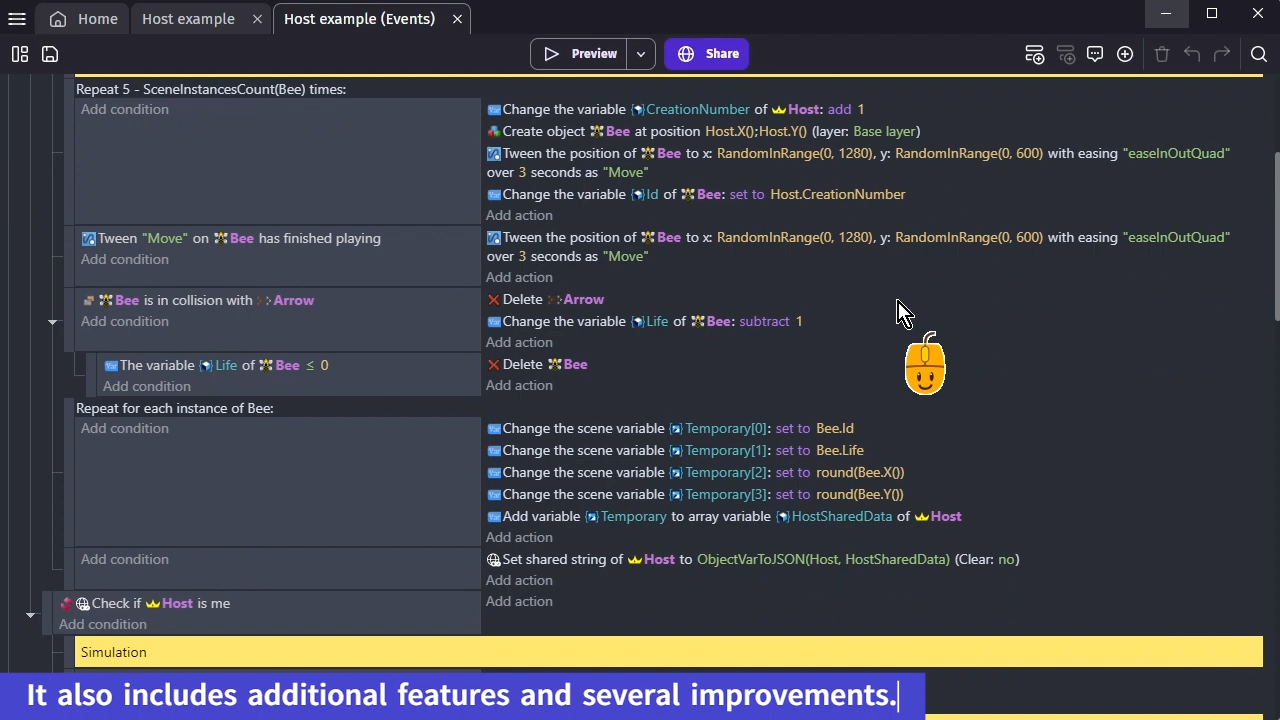 Home
Host example
Host example (Events)
Preview
Share
Repeat 5 - SceneInstancesCount(Bee) times:
Add condition
Change the variable CreationNumber of Host: add 1
Create object Bee at position Host.X();Host.Y() (layer: Base layer)
Tween the position of Bee to x: RandomInRange(0, 1280), y: RandomInRange(0, 600) with easing "easeInOutQuad"
over 3 seconds as "Move"
Change the variable Id of Bee: set to Host.CreationNumber
Add action
Tween "Move" on Bee has finished playing
Add condition
Tween the position of Bee to x: RandomInRange(0, 1280), y: RandomInRange(0, 600) with easing "easeInOutQuad"
over 3 seconds as "Move"
Add action
Bee is in collision with Arrow
Add condition
Delete Arrow
Change the variable Life of Bee: subtract 1
Add action
The variable Life of Bee ≤ 0
Add condition
Delete Bee
Add action
Repeat for each instance of Bee:
Add condition
Change the scene variable Temporary[0]: set to Bee.Id
Change the scene variable Temporary[1]: set to Bee.Life
Change the scene variable Temporary[2]: set to round(Bee.X())
Change the scene variable Temporary[3]: set to round(Bee.Y())
Add variable Temporary to array variable HostSharedData of Host
Add action
Add condition
Set shared string of Host to ObjectVarToJSON(Host, HostSharedData) (Clear: no)
Add action
Check if Host is me
Add condition
Add action
Simulation
It also includes additional features and several improvements.